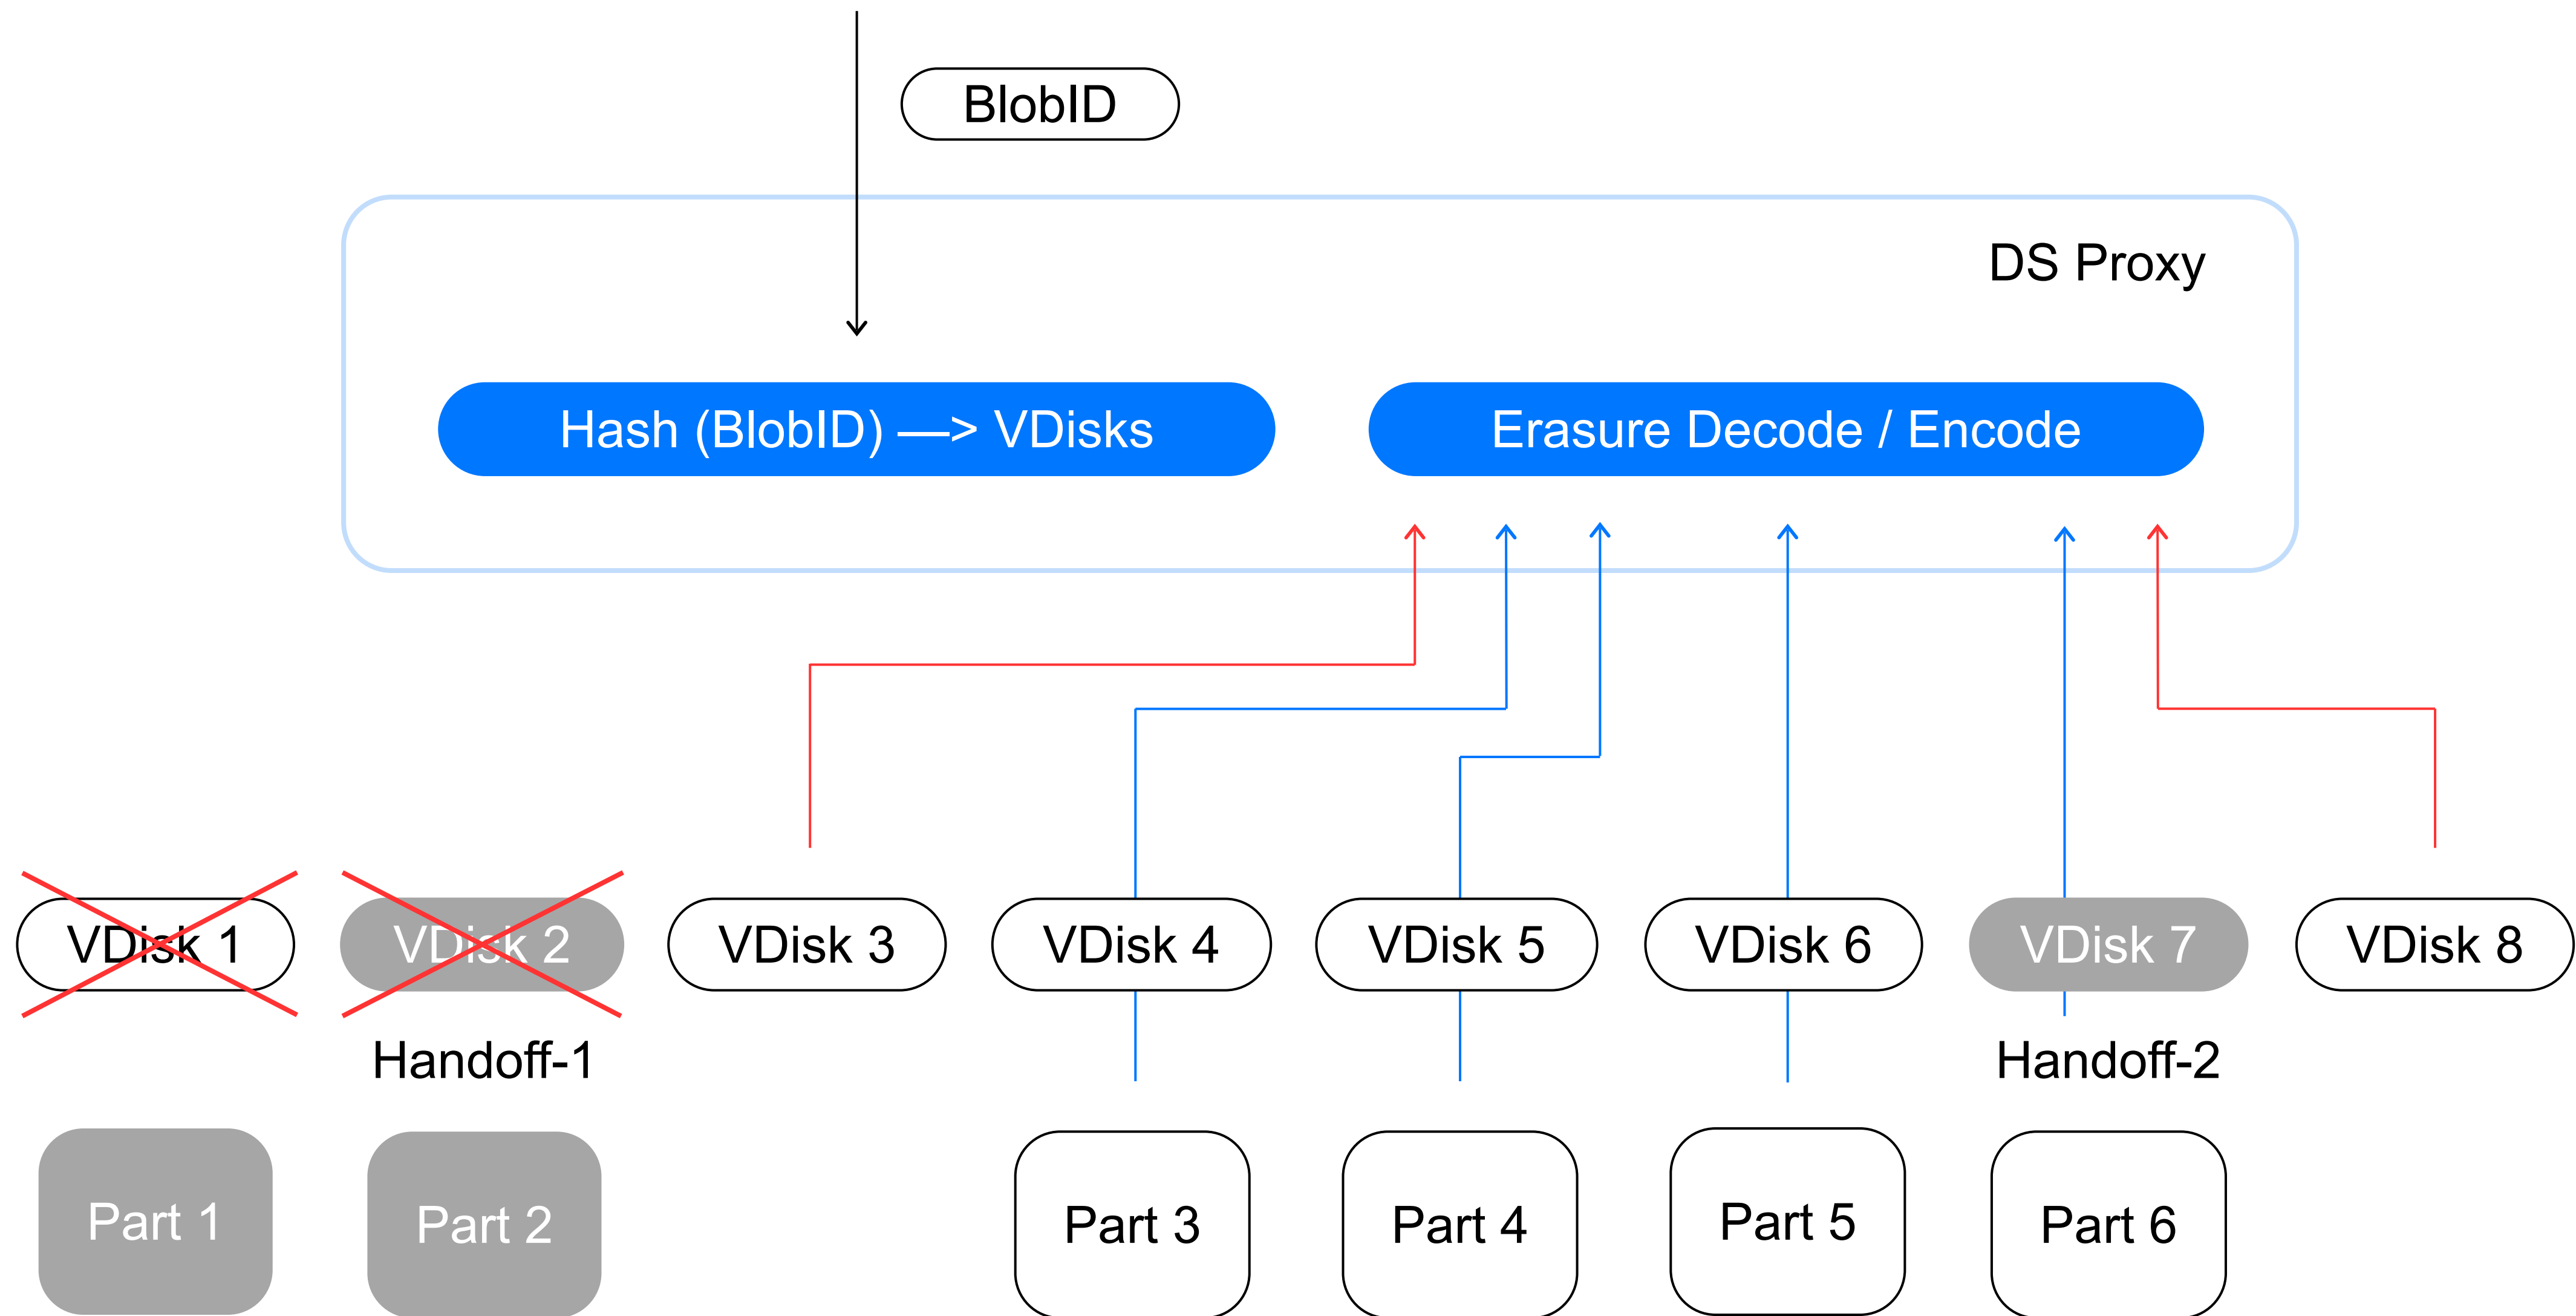 BlobID
DS Proxy
Hash (BlobID) —> VDisks
Erasure Decode / Encode
VDisk 1
VDisk 2
VDisk 3
VDisk 4
VDisk 5
VDisk 6
VDisk 7
VDisk 8
Handoff-1
Handoff-2
Part 1
Part 2
Part 3
Part 4
Part 5
Part 6